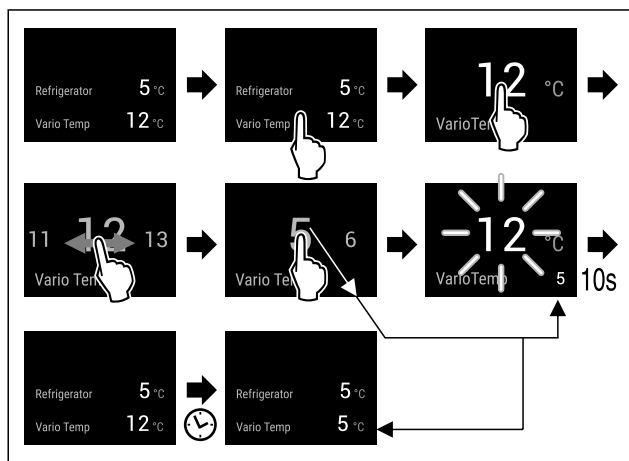 Refrigerator 5 °C
Vario Temp 12 °C
Refrigerator 5 °C
Vario Temp 12 °C
12 °C
VarioTemp
11 12 13
Vario Temp
5 6
Vario Temp
12 °C
VarioTemp 5
10s
Refrigerator 5 °C
Vario Temp 12 °C
Refrigerator 5 °C
Vario Temp 5 °C